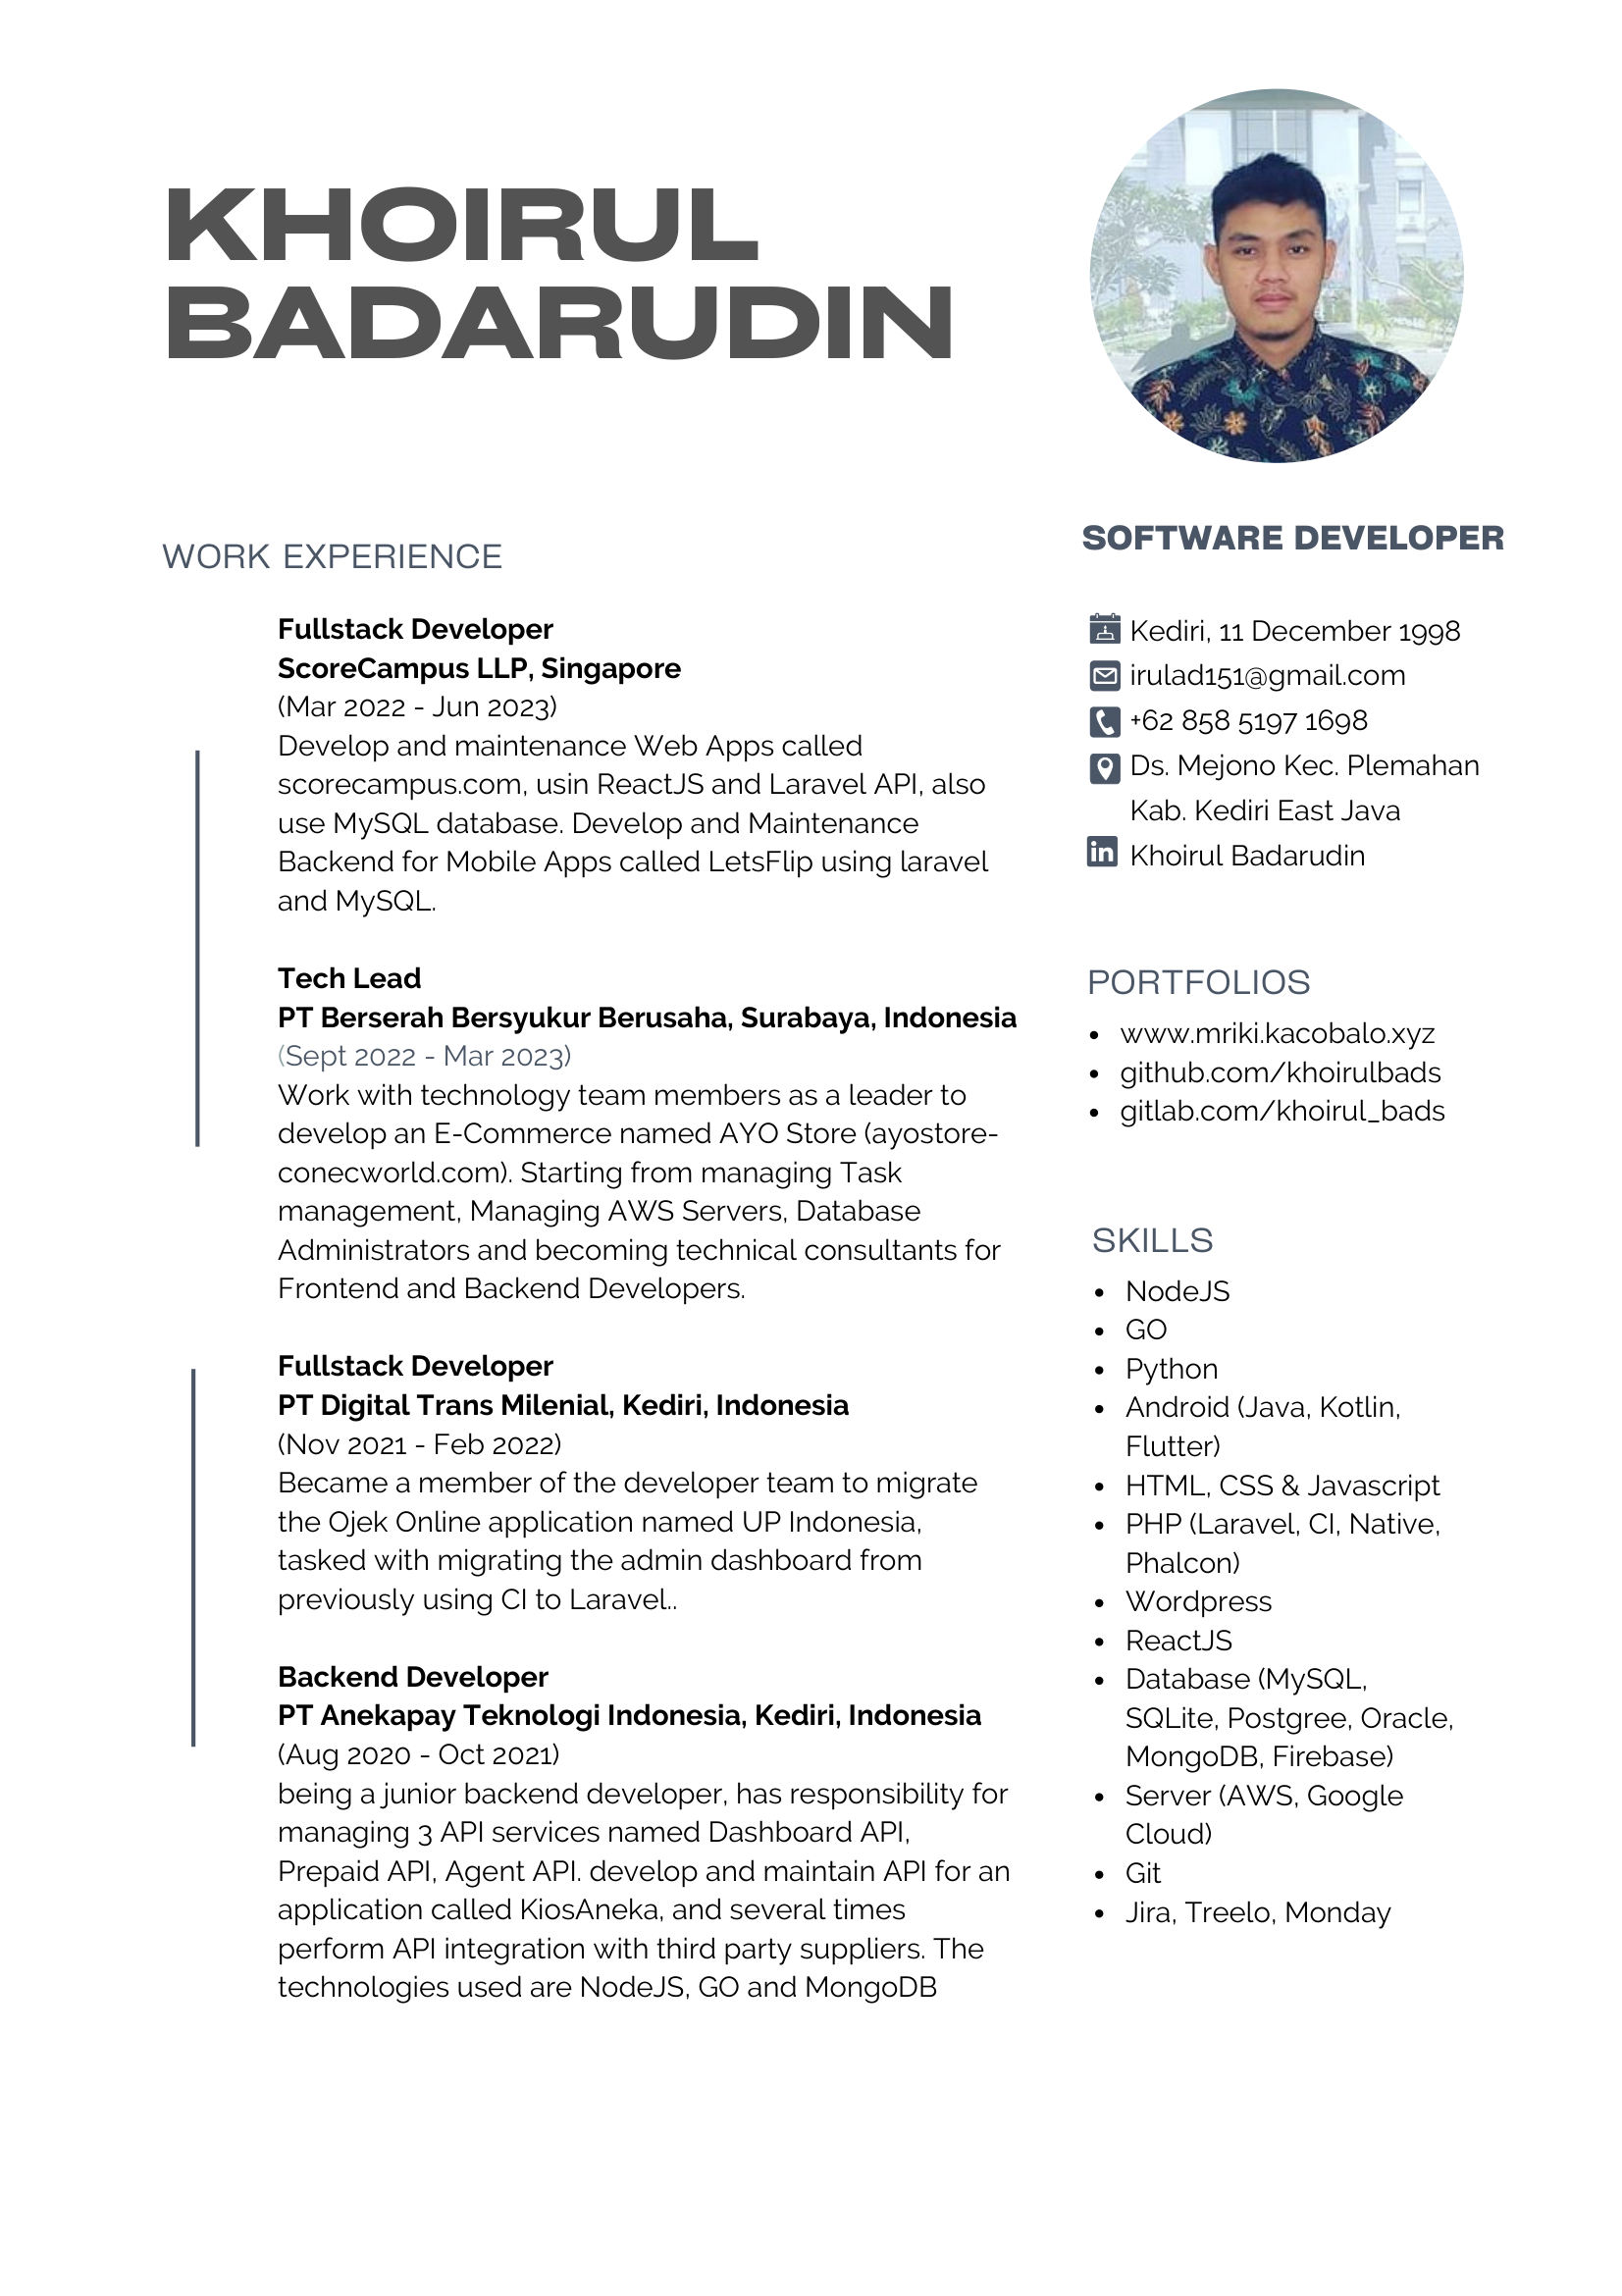 KHOIRUL
BADARUDIN
WORK EXPERIENCE
Fullstack Developer
ScoreCampus LLP, Singapore
(Mar 2022 - Jun 2023)
Develop and maintenance Web Apps called
scorecampus.com, usin ReactJS and Laravel API, also
use MySQL database. Develop and Maintenance
Backend for Mobile Apps called LetsFlip using laravel
and MySQL.
Tech Lead
PT Berserah Bersyukur Berusaha, Surabaya, Indonesia
(Sept 2022 - Mar 2023)
Work with technology team members as a leader to
develop an E-Commerce named AYO Store (ayostore-
conecworld.com). Starting from managing Task
management, Managing AWS Servers, Database
Administrators and becoming technical consultants for
Frontend and Backend Developers.
Fullstack Developer
PT Digital Trans Milenial, Kediri, Indonesia
(Nov 2021 - Feb 2022)
Became a member of the developer team to migrate
the Ojek Online application named UP Indonesia,
tasked with migrating the admin dashboard from
previously using CI to Laravel..
Backend Developer
PT Anekapay Teknologi Indonesia, Kediri, Indonesia
(Aug 2020 - Oct 2021)
being a junior backend developer, has responsibility for
managing 3 API services named Dashboard API,
Prepaid API, Agent API. develop and maintain API for an
application called KiosAneka, and several times
perform API integration with third party suppliers. The
technologies used are NodeJS, GO and MongoDB
SOFTWARE DEVELOPER
Kediri, 11 December 1998
irulad151@gmail.com
+62 858 5197 1698
Ds. Mejono Kec. Plemahan
Kab. Kediri East Java
in Khoirul Badarudin
PORTFOLIOS
• www.mriki.kacobalo.xyz
• github.com/khoirulbads
• gitlab.com/khoirul_bads
SKILLS
• NodeJS
• GO
• Python
• Android (Java, Kotlin,
Flutter)
• HTML, CSS & Javascript
• PHP (Laravel, CI, Native,
Phalcon)
• Wordpress
• ReactJS
• Database (MySQL,
SQLite, Postgree, Oracle,
MongoDB, Firebase)
• Server (AWS, Google
Cloud)
• Git
• Jira, Treelo, Monday